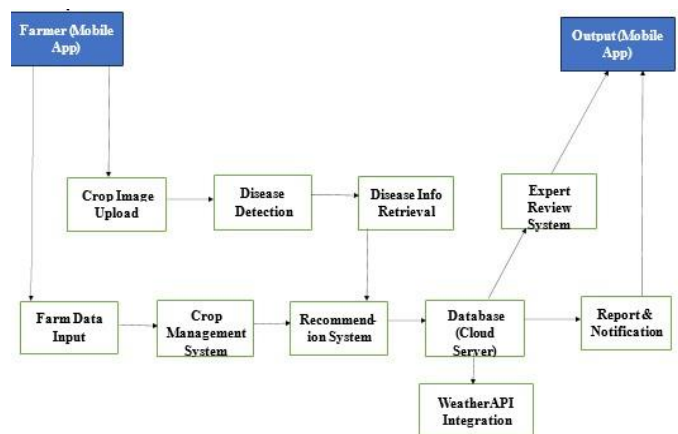 Farmer (Mobile
App)
Output (Mobile
App)
Crop Image
Upload
Disease
Detection
Disease Info
Retrieval
Expert
Review
System
Farm Data
Input
Crop
Management
System
Recommend-
ion System
Database
(Cloud
Server)
Report &
Notification
WeatherAPI
Integration